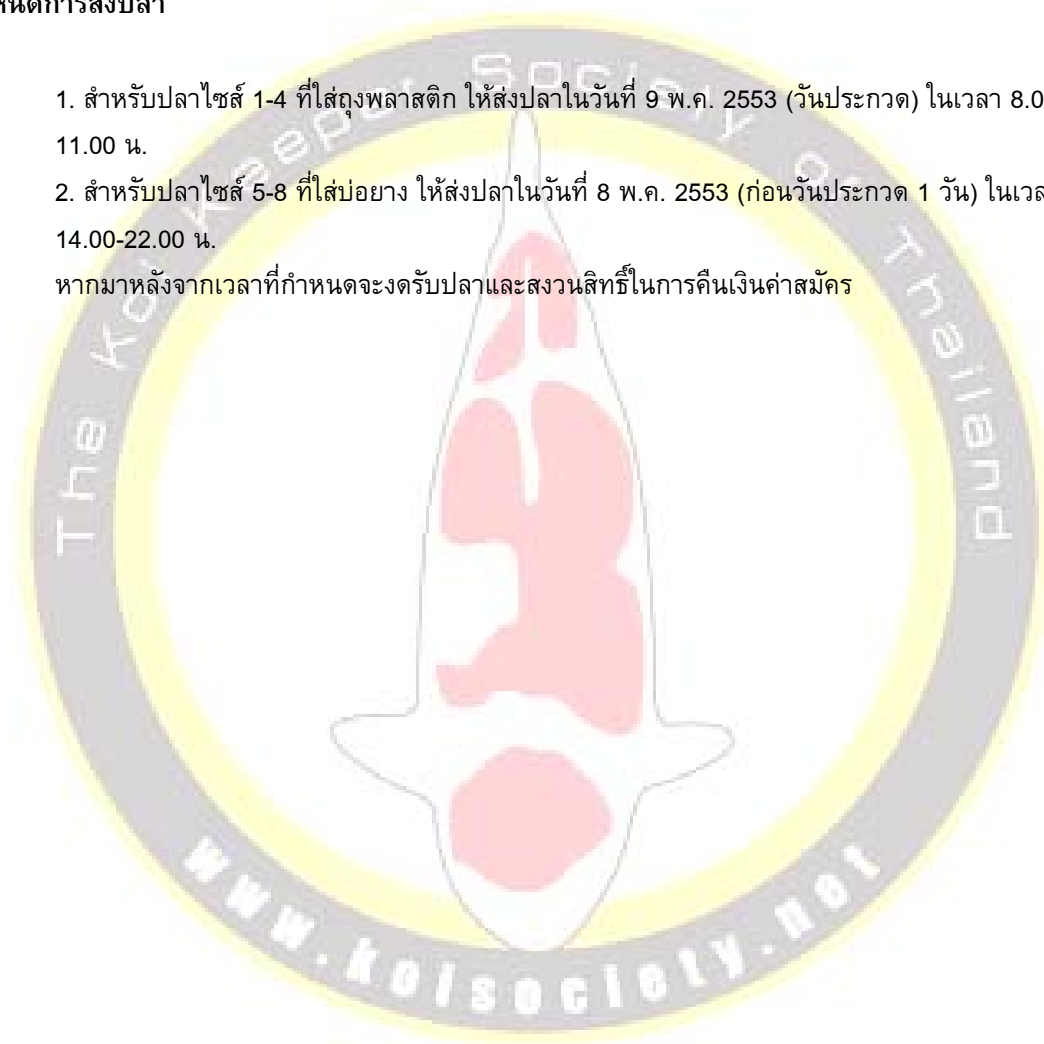 หนดการส่งปลา
1. สำหรับปลาไซส์ 1-4 ที่ใส่ถุงพลาสติก ให้ส่งปลาในวันที่ 9 พ.ค. 2553 (วันประกวด) ในเวลา 8.0
11.00 น.
2. สำหรับปลาไซส์ 5-8 ที่ใส่บ่อยาง ให้ส่งปลาในวันที่ 8 พ.ค. 2553 (ก่อนวันประกวด 1 วัน) ในเวล
14.00-22.00 น.
หากมาหลังจากเวลาที่กำหนดจะงดรับปลาและสงวนสิทธิ์ในการคืนเงินค่าสมัคร
The Koi Keeper Society of Thailand
www.koisociety.net